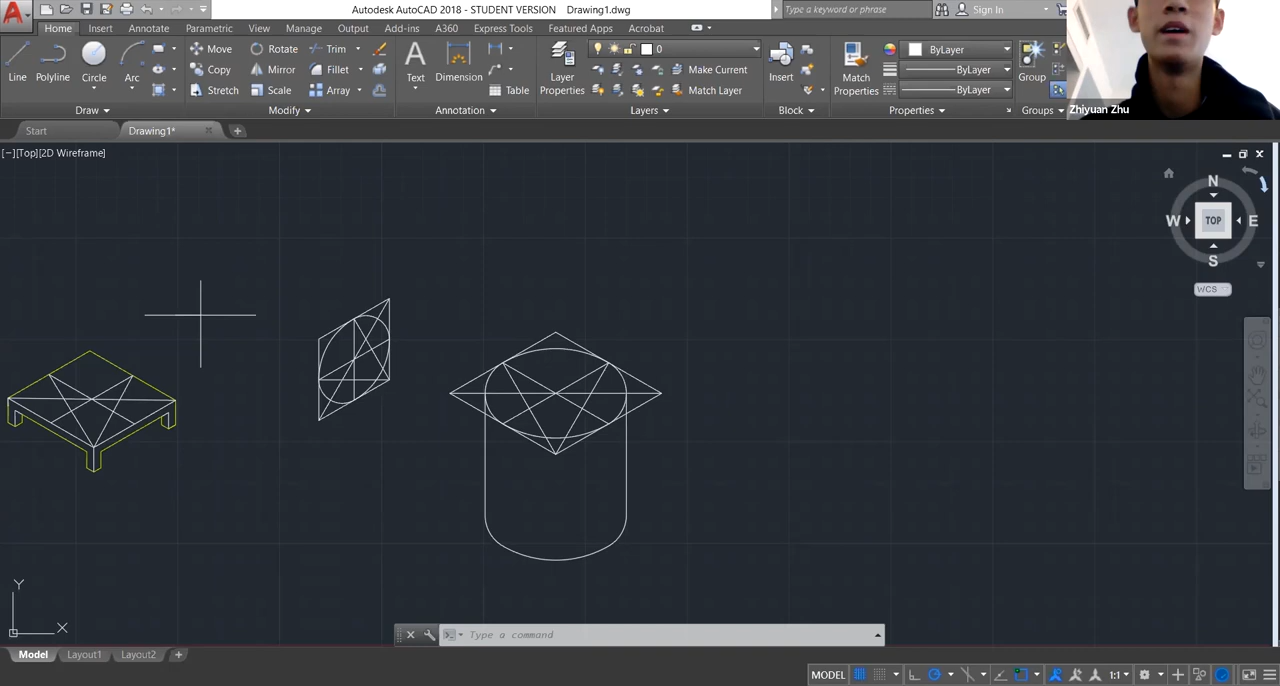 Autodesk AutoCAD 2018 - STUDENT VERSION Drawing1.dwg
Type a keyword or phrase
Sign In
Home Insert Annotate Parametric View Manage Output Add-ins A360 Express Tools Featured Apps Acrobat
Line Polyline Circle Arc
Move Rotate Trim
Copy Mirror Fillet
Stretch Scale Array
Text Dimension Table
Layer Properties
0
Make Current
Match Layer
Insert
Match Properties
ByLayer
ByLayer
ByLayer
Group
Draw Modify Annotation Layers Block Properties Groups
Zhiyuan Zhu
Start Drawing1*
[−][Top][2D Wireframe]
N
W TOP E
S
WCS
Y
X
Type a command
Model Layout1 Layout2
MODEL 1:1